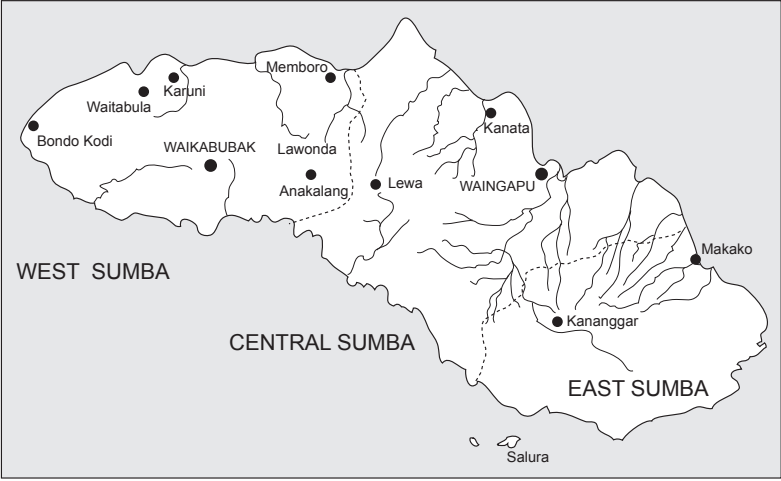 Memboro
Karuni
Waitabula
Kanata
Bondo Kodi
WAIKABUBAK
Lawonda
Anakalang
Lewa
WAINGAPU
Makako
WEST SUMBA
Kananggar
CENTRAL SUMBA
EAST SUMBA
Salura